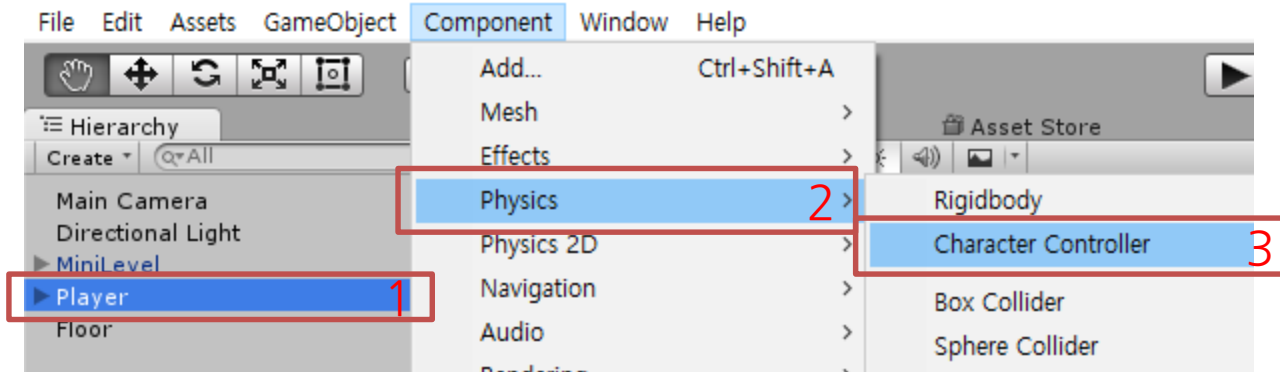 File Edit Assets GameObject Component Window Help
Add... Ctrl+Shift+A
Hierarchy
Mesh
Asset Store
Create All
Effects
Main Camera
Physics 2
Rigidbody
Directional Light
Physics 2D
Character Controller 3
MiniLevel
Player 1
Navigation
Box Collider
Floor
Audio
Sphere Collider
Rendering